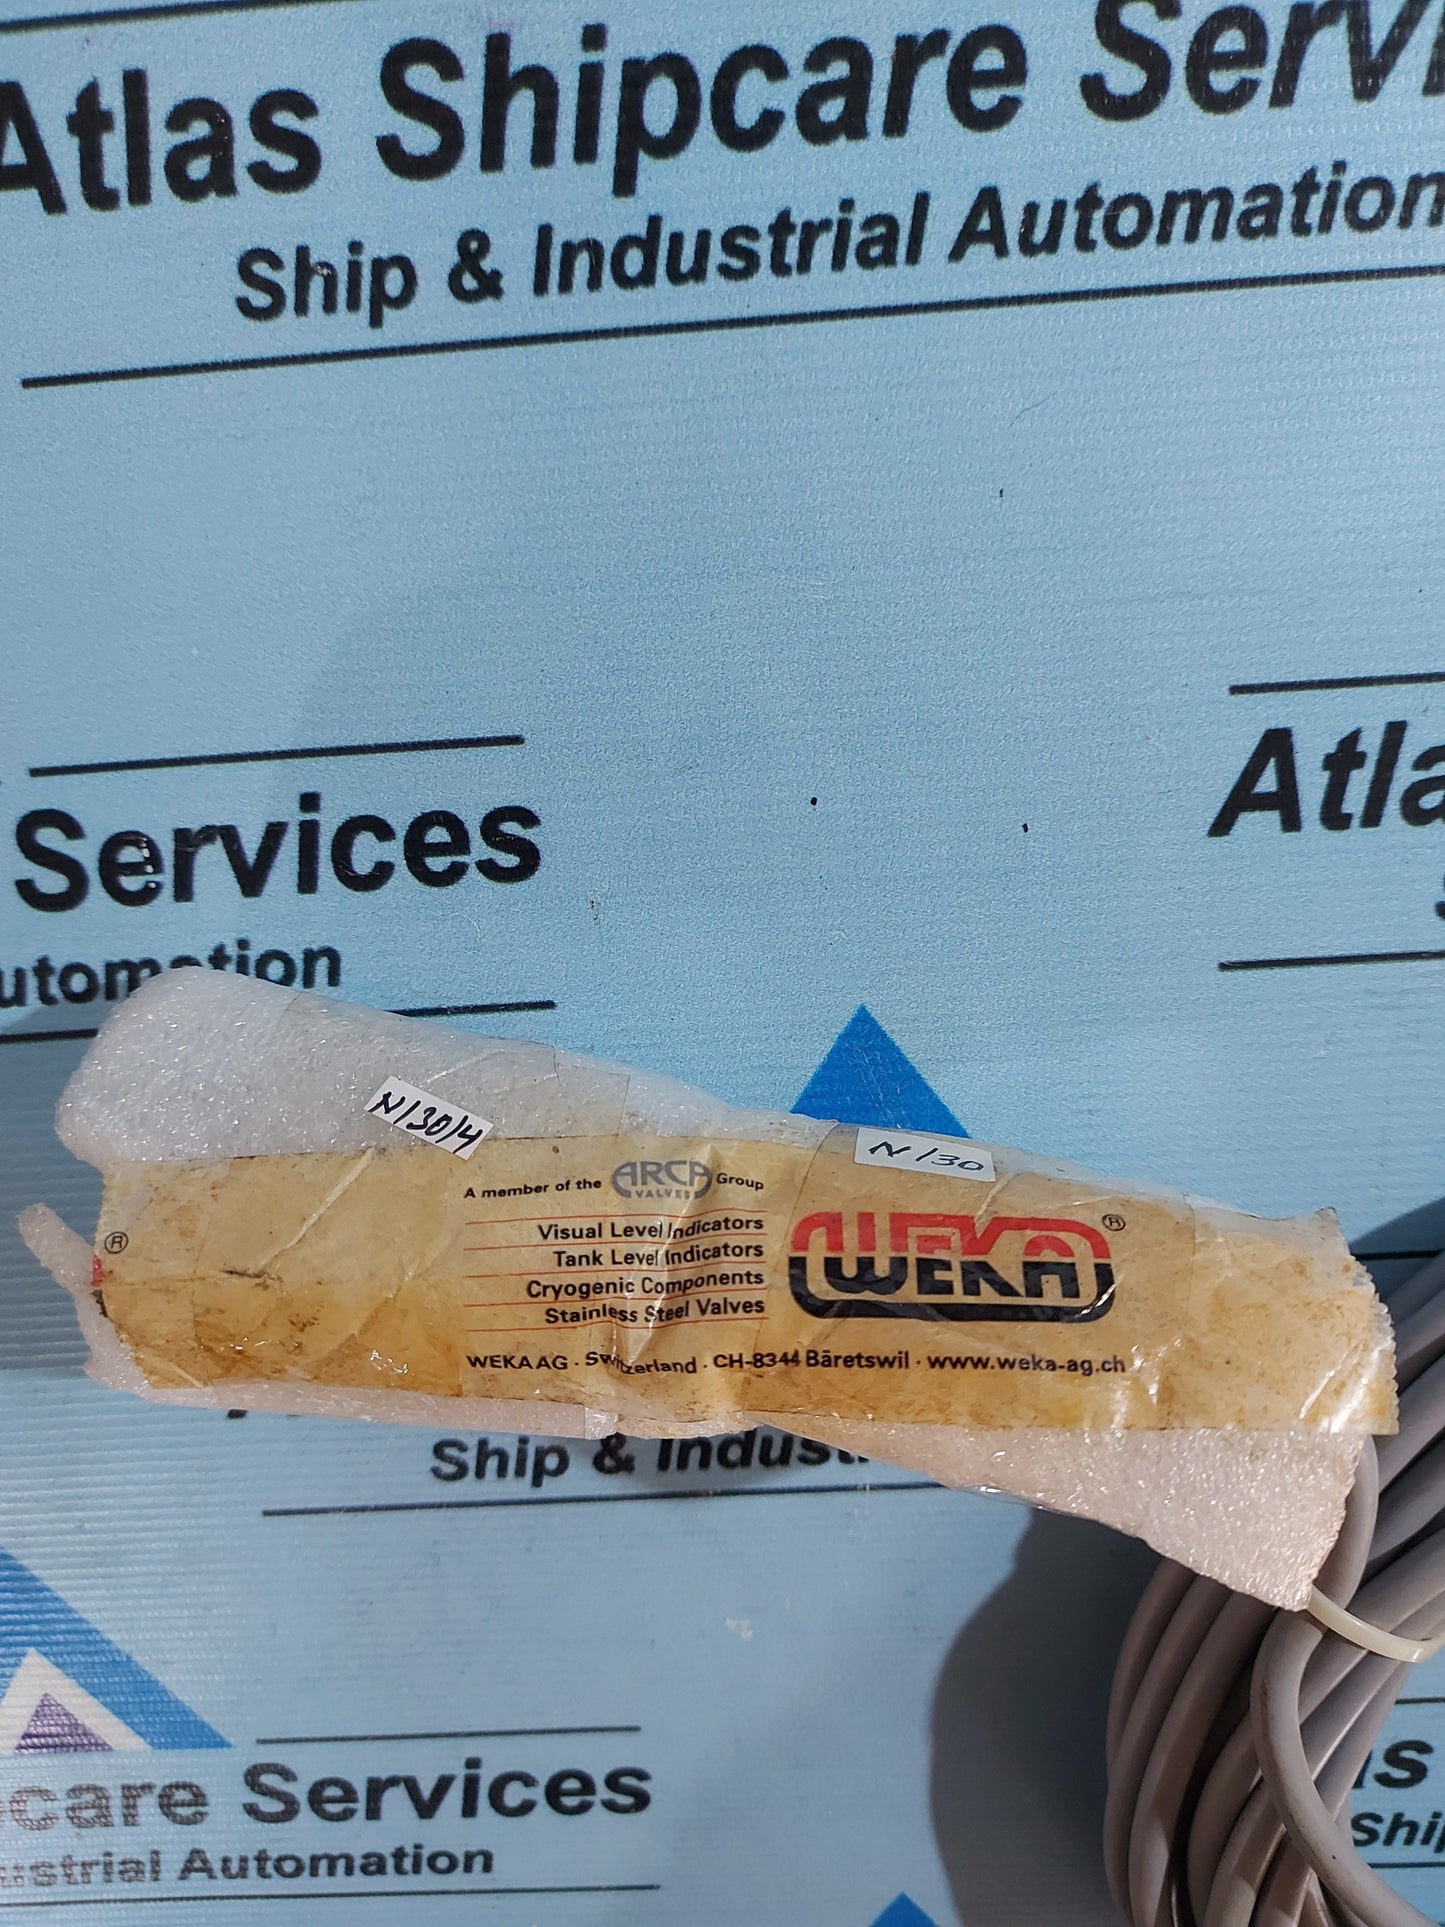 Atlas Shipcare Servi
Ship & Industrial Automation
Services
utomation
Atla
N/30/4
N/30
A member of the ARCA VALVES Group
Visual Level Indicators
Tank Level Indicators
Cryogenic Components
Stainless Steel Valves
WEKA ®
®
WEKA AG · Switzerland · CH-8344 Bäretswil · www.weka-ag.ch
Ship & Indust
care Services
ustrial Automation
as
Ship